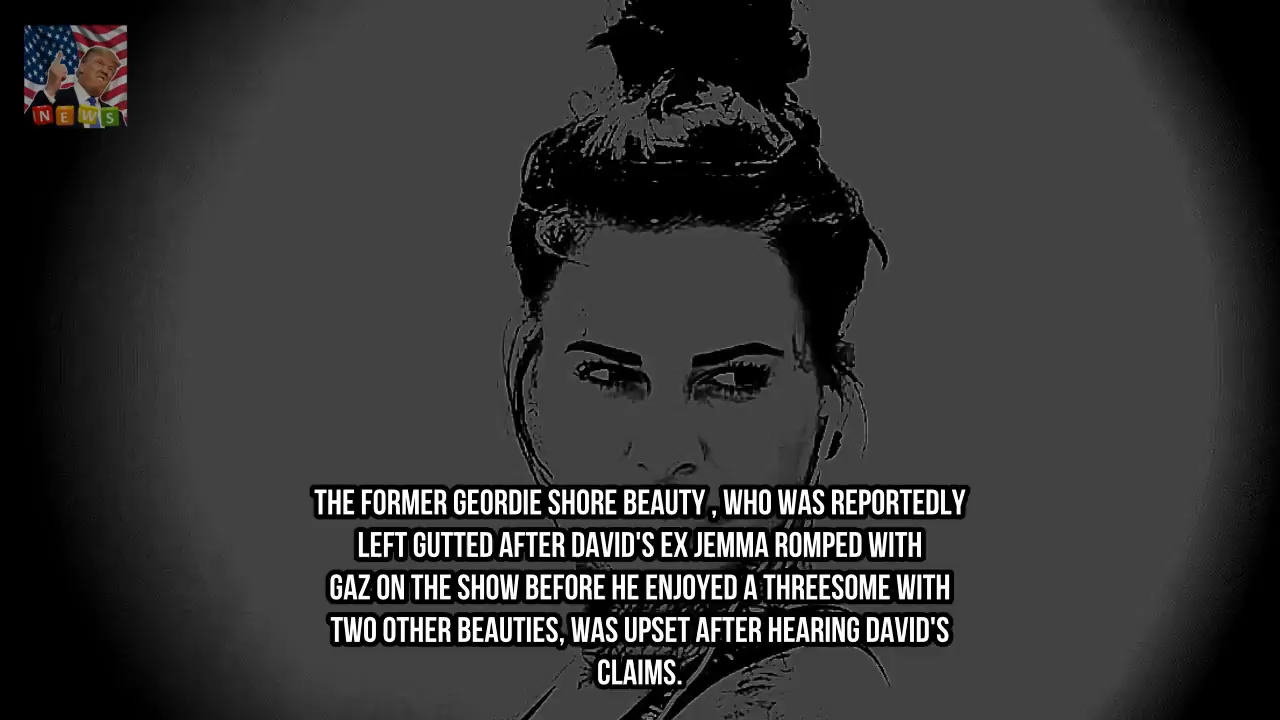 NEWS
THE FORMER GEORDIE SHORE BEAUTY , WHO WAS REPORTEDLY
LEFT GUTTED AFTER DAVID'S EX JEMMA ROMPED WITH
GAZ ON THE SHOW BEFORE HE ENJOYED A THREESOME WITH
TWO OTHER BEAUTIES, WAS UPSET AFTER HEARING DAVID'S
CLAIMS.